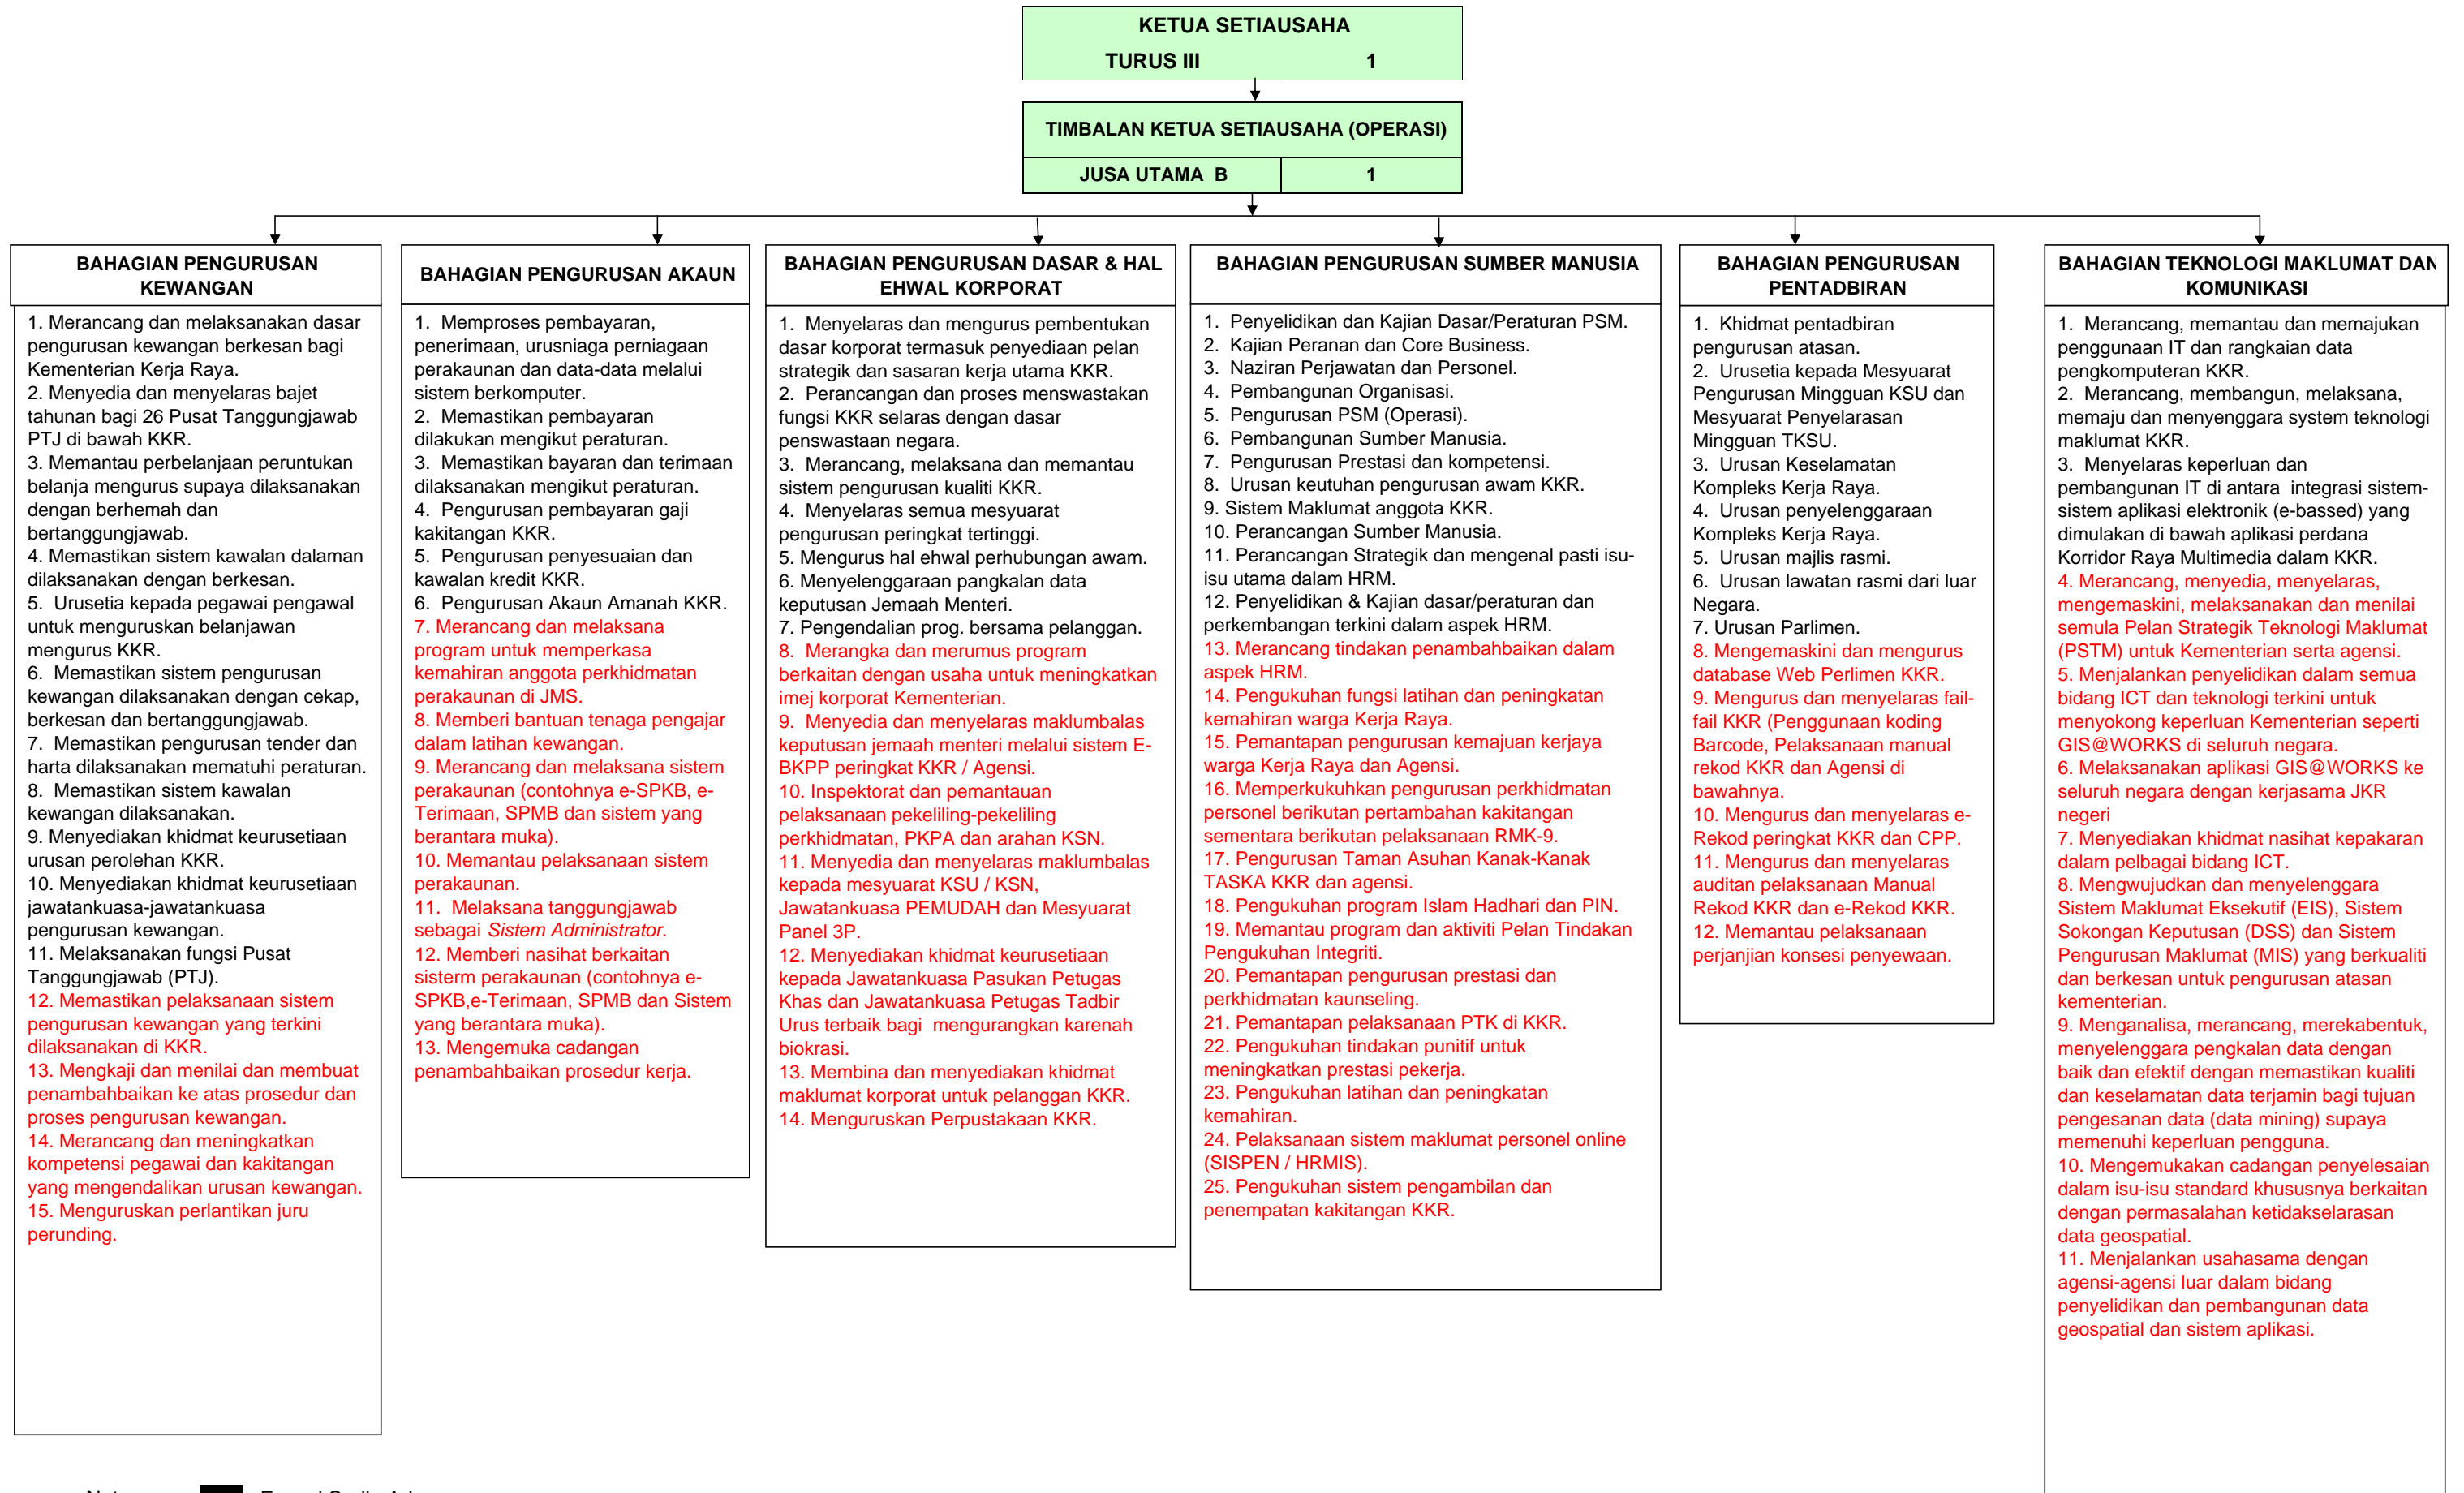 KETUA SETIAUSAHA
TURUS III 1
TIMBALAN KETUA SETIAUSAHA (OPERASI)
JUSA UTAMA B 1
BAHAGIAN PENGURUSAN
KEWANGAN
1. Merancang dan melaksanakan dasar
pengurusan kewangan berkesan bagi
Kementerian Kerja Raya.
2. Menyedia dan menyelaras bajet
tahunan bagi 26 Pusat Tanggungjawab
PTJ di bawah KKR.
3. Memantau perbelanjaan peruntukan
belanja mengurus supaya dilaksanakan
dengan berhemah dan
bertanggungjawab.
4. Memastikan sistem kawalan dalaman
dilaksanakan dengan berkesan.
5. Urusetia kepada pegawai pengawal
untuk menguruskan belanjawan
mengurus KKR.
6. Memastikan sistem pengurusan
kewangan dilaksanakan dengan cekap,
berkesan dan bertanggungjawab.
7. Memastikan pengurusan tender dan
harta dilaksanakan mematuhi peraturan.
8. Memastikan sistem kawalan
kewangan dilaksanakan.
9. Menyediakan khidmat keurusetiaan
urusan perolehan KKR.
10. Menyediakan khidmat keurusetiaan
jawatankuasa-jawatankuasa
pengurusan kewangan.
11. Melaksanakan fungsi Pusat
Tanggungjawab (PTJ).
12. Memastikan pelaksanaan sistem
pengurusan kewangan yang terkini
dilaksanakan di KKR.
13. Mengkaji dan menilai dan membuat
penambahbaikan ke atas prosedur dan
proses pengurusan kewangan.
14. Merancang dan meningkatkan
kompetensi pegawai dan kakitangan
yang mengendalikan urusan kewangan.
15. Menguruskan perlantikan juru
perunding.
BAHAGIAN PENGURUSAN AKAUN
1. Memproses pembayaran,
penerimaan, urusniaga perniagaan
perakaunan dan data-data melalui
sistem berkomputer.
2. Memastikan pembayaran
dilakukan mengikut peraturan.
3. Memastikan bayaran dan terimaan
dilaksanakan mengikut peraturan.
4. Pengurusan pembayaran gaji
kakitangan KKR.
5. Pengurusan penyesuaian dan
kawalan kredit KKR.
6. Pengurusan Akaun Amanah KKR.
7. Merancang dan melaksana
program untuk memperkasa
kemahiran anggota perkhidmatan
perakaunan di JMS.
8. Memberi bantuan tenaga pengajar
dalam latihan kewangan.
9. Merancang dan melaksana sistem
perakaunan (contohnya e-SPKB, e-
Terimaan, SPMB dan sistem yang
berantara muka).
10. Memantau pelaksanaan sistem
perakaunan.
11. Melaksana tanggungjawab
sebagai Sistem Administrator.
12. Memberi nasihat berkaitan
sisterm perakaunan (contohnya e-
SPKB,e-Terimaan, SPMB dan Sistem
yang berantara muka).
13. Mengemuka cadangan
penambahbaikan prosedur kerja.
BAHAGIAN PENGURUSAN DASAR & HAL
EHWAL KORPORAT
1. Menyelaras dan mengurus pembentukan
dasar korporat termasuk penyediaan pelan
strategik dan sasaran kerja utama KKR.
2. Perancangan dan proses menswastakan
fungsi KKR selaras dengan dasar
penswastaan negara.
3. Merancang, melaksana dan memantau
sistem pengurusan kualiti KKR.
4. Menyelaras semua mesyuarat
pengurusan peringkat tertinggi.
5. Mengurus hal ehwal perhubungan awam.
6. Menyelenggaraan pangkalan data
keputusan Jemaah Menteri.
7. Pengendalian prog. bersama pelanggan.
8. Merangka dan merumus program
berkaitan dengan usaha untuk meningkatkan
imej korporat Kementerian.
9. Menyedia dan menyelaras maklumbalas
keputusan jemaah menteri melalui sistem E-
BKPP peringkat KKR / Agensi.
10. Inspektorat dan pemantauan
pelaksanaan pekeliling-pekeliling
perkhidmatan, PKPA dan arahan KSN.
11. Menyedia dan menyelaras maklumbalas
kepada mesyuarat KSU / KSN,
Jawatankuasa PEMUDAH dan Mesyuarat
Panel 3P.
12. Menyediakan khidmat keurusetiaan
kepada Jawatankuasa Pasukan Petugas
Khas dan Jawatankuasa Petugas Tadbir
Urus terbaik bagi mengurangkan karenah
biokrasi.
13. Membina dan menyediakan khidmat
maklumat korporat untuk pelanggan KKR.
14. Menguruskan Perpustakaan KKR.
BAHAGIAN PENGURUSAN SUMBER MANUSIA
1. Penyelidikan dan Kajian Dasar/Peraturan PSM.
2. Kajian Peranan dan Core Business.
3. Naziran Perjawatan dan Personel.
4. Pembangunan Organisasi.
5. Pengurusan PSM (Operasi).
6. Pembangunan Sumber Manusia.
7. Pengurusan Prestasi dan kompetensi.
8. Urusan keutuhan pengurusan awam KKR.
9. Sistem Maklumat anggota KKR.
10. Perancangan Sumber Manusia.
11. Perancangan Strategik dan mengenal pasti isu-
isu utama dalam HRM.
12. Penyelidikan & Kajian dasar/peraturan dan
perkembangan terkini dalam aspek HRM.
13. Merancang tindakan penambahbaikan dalam
aspek HRM.
14. Pengukuhan fungsi latihan dan peningkatan
kemahiran warga Kerja Raya.
15. Pemantapan pengurusan kemajuan kerjaya
warga Kerja Raya dan Agensi.
16. Memperkukuhkan pengurusan perkhidmatan
personel berikutan pertambahan kakitangan
sementara berikutan pelaksanaan RMK-9.
17. Pengurusan Taman Asuhan Kanak-Kanak
TASKA KKR dan agensi.
18. Pengukuhan program Islam Hadhari dan PIN.
19. Memantau program dan aktiviti Pelan Tindakan
Pengukuhan Integriti.
20. Pemantapan pengurusan prestasi dan
perkhidmatan kaunseling.
21. Pemantapan pelaksanaan PTK di KKR.
22. Pengukuhan tindakan punitif untuk
meningkatkan prestasi pekerja.
23. Pengukuhan latihan dan peningkatan
kemahiran.
24. Pelaksanaan sistem maklumat personel online
(SISPEN / HRMIS).
25. Pengukuhan sistem pengambilan dan
penempatan kakitangan KKR.
BAHAGIAN PENGURUSAN
PENTADBIRAN
1. Khidmat pentadbiran
pengurusan atasan.
2. Urusetia kepada Mesyuarat
Pengurusan Mingguan KSU dan
Mesyuarat Penyelarasan
Mingguan TKSU.
3. Urusan Keselamatan
Kompleks Kerja Raya.
4. Urusan penyelenggaraan
Kompleks Kerja Raya.
5. Urusan majlis rasmi.
6. Urusan lawatan rasmi dari luar
Negara.
7. Urusan Parlimen.
8. Mengemaskini dan mengurus
database Web Perlimen KKR.
9. Mengurus dan menyelaras fail-
fail KKR (Penggunaan koding
Barcode, Pelaksanaan manual
rekod KKR dan Agensi di
bawahnya.
10. Mengurus dan menyelaras e-
Rekod peringkat KKR dan CPP.
11. Mengurus dan menyelaras
auditan pelaksanaan Manual
Rekod KKR dan e-Rekod KKR.
12. Memantau pelaksanaan
perjanjian konsesi penyewaan.
BAHAGIAN TEKNOLOGI MAKLUMAT DAN
KOMUNIKASI
1. Merancang, memantau dan memajukan
penggunaan IT dan rangkaian data
pengkomputeran KKR.
2. Merancang, membangun, melaksana,
memaju dan menyenggara system teknologi
maklumat KKR.
3. Menyelaras keperluan dan
pembangunan IT di antara integrasi sistem-
sistem aplikasi elektronik (e-bassed) yang
dimulakan di bawah aplikasi perdana
Korridor Raya Multimedia dalam KKR.
4. Merancang, menyedia, menyelaras,
mengemaskini, melaksanakan dan menilai
semula Pelan Strategik Teknologi Maklumat
(PSTM) untuk Kementerian serta agensi.
5. Menjalankan penyelidikan dalam semua
bidang ICT dan teknologi terkini untuk
menyokong keperluan Kementerian seperti
GIS@WORKS di seluruh negara.
6. Melaksanakan aplikasi GIS@WORKS ke
seluruh negara dengan kerjasama JKR
negeri
7. Menyediakan khidmat nasihat kepakaran
dalam pelbagai bidang ICT.
8. Mengwujudkan dan menyelenggara
Sistem Maklumat Eksekutif (EIS), Sistem
Sokongan Keputusan (DSS) dan Sistem
Pengurusan Maklumat (MIS) yang berkualiti
dan berkesan untuk pengurusan atasan
kementerian.
9. Menganalisa, merancang, merekabentuk,
menyelenggara pengkalan data dengan
baik dan efektif dengan memastikan kualiti
dan keselamatan data terjamin bagi tujuan
pengesanan data (data mining) supaya
memenuhi keperluan pengguna.
10. Mengemukakan cadangan penyelesaian
dalam isu-isu standard khususnya berkaitan
dengan permasalahan ketidakselarasan
data geospatial.
11. Menjalankan usahasama dengan
agensi-agensi luar dalam bidang
penyelidikan dan pembangunan data
geospatial dan sistem aplikasi.